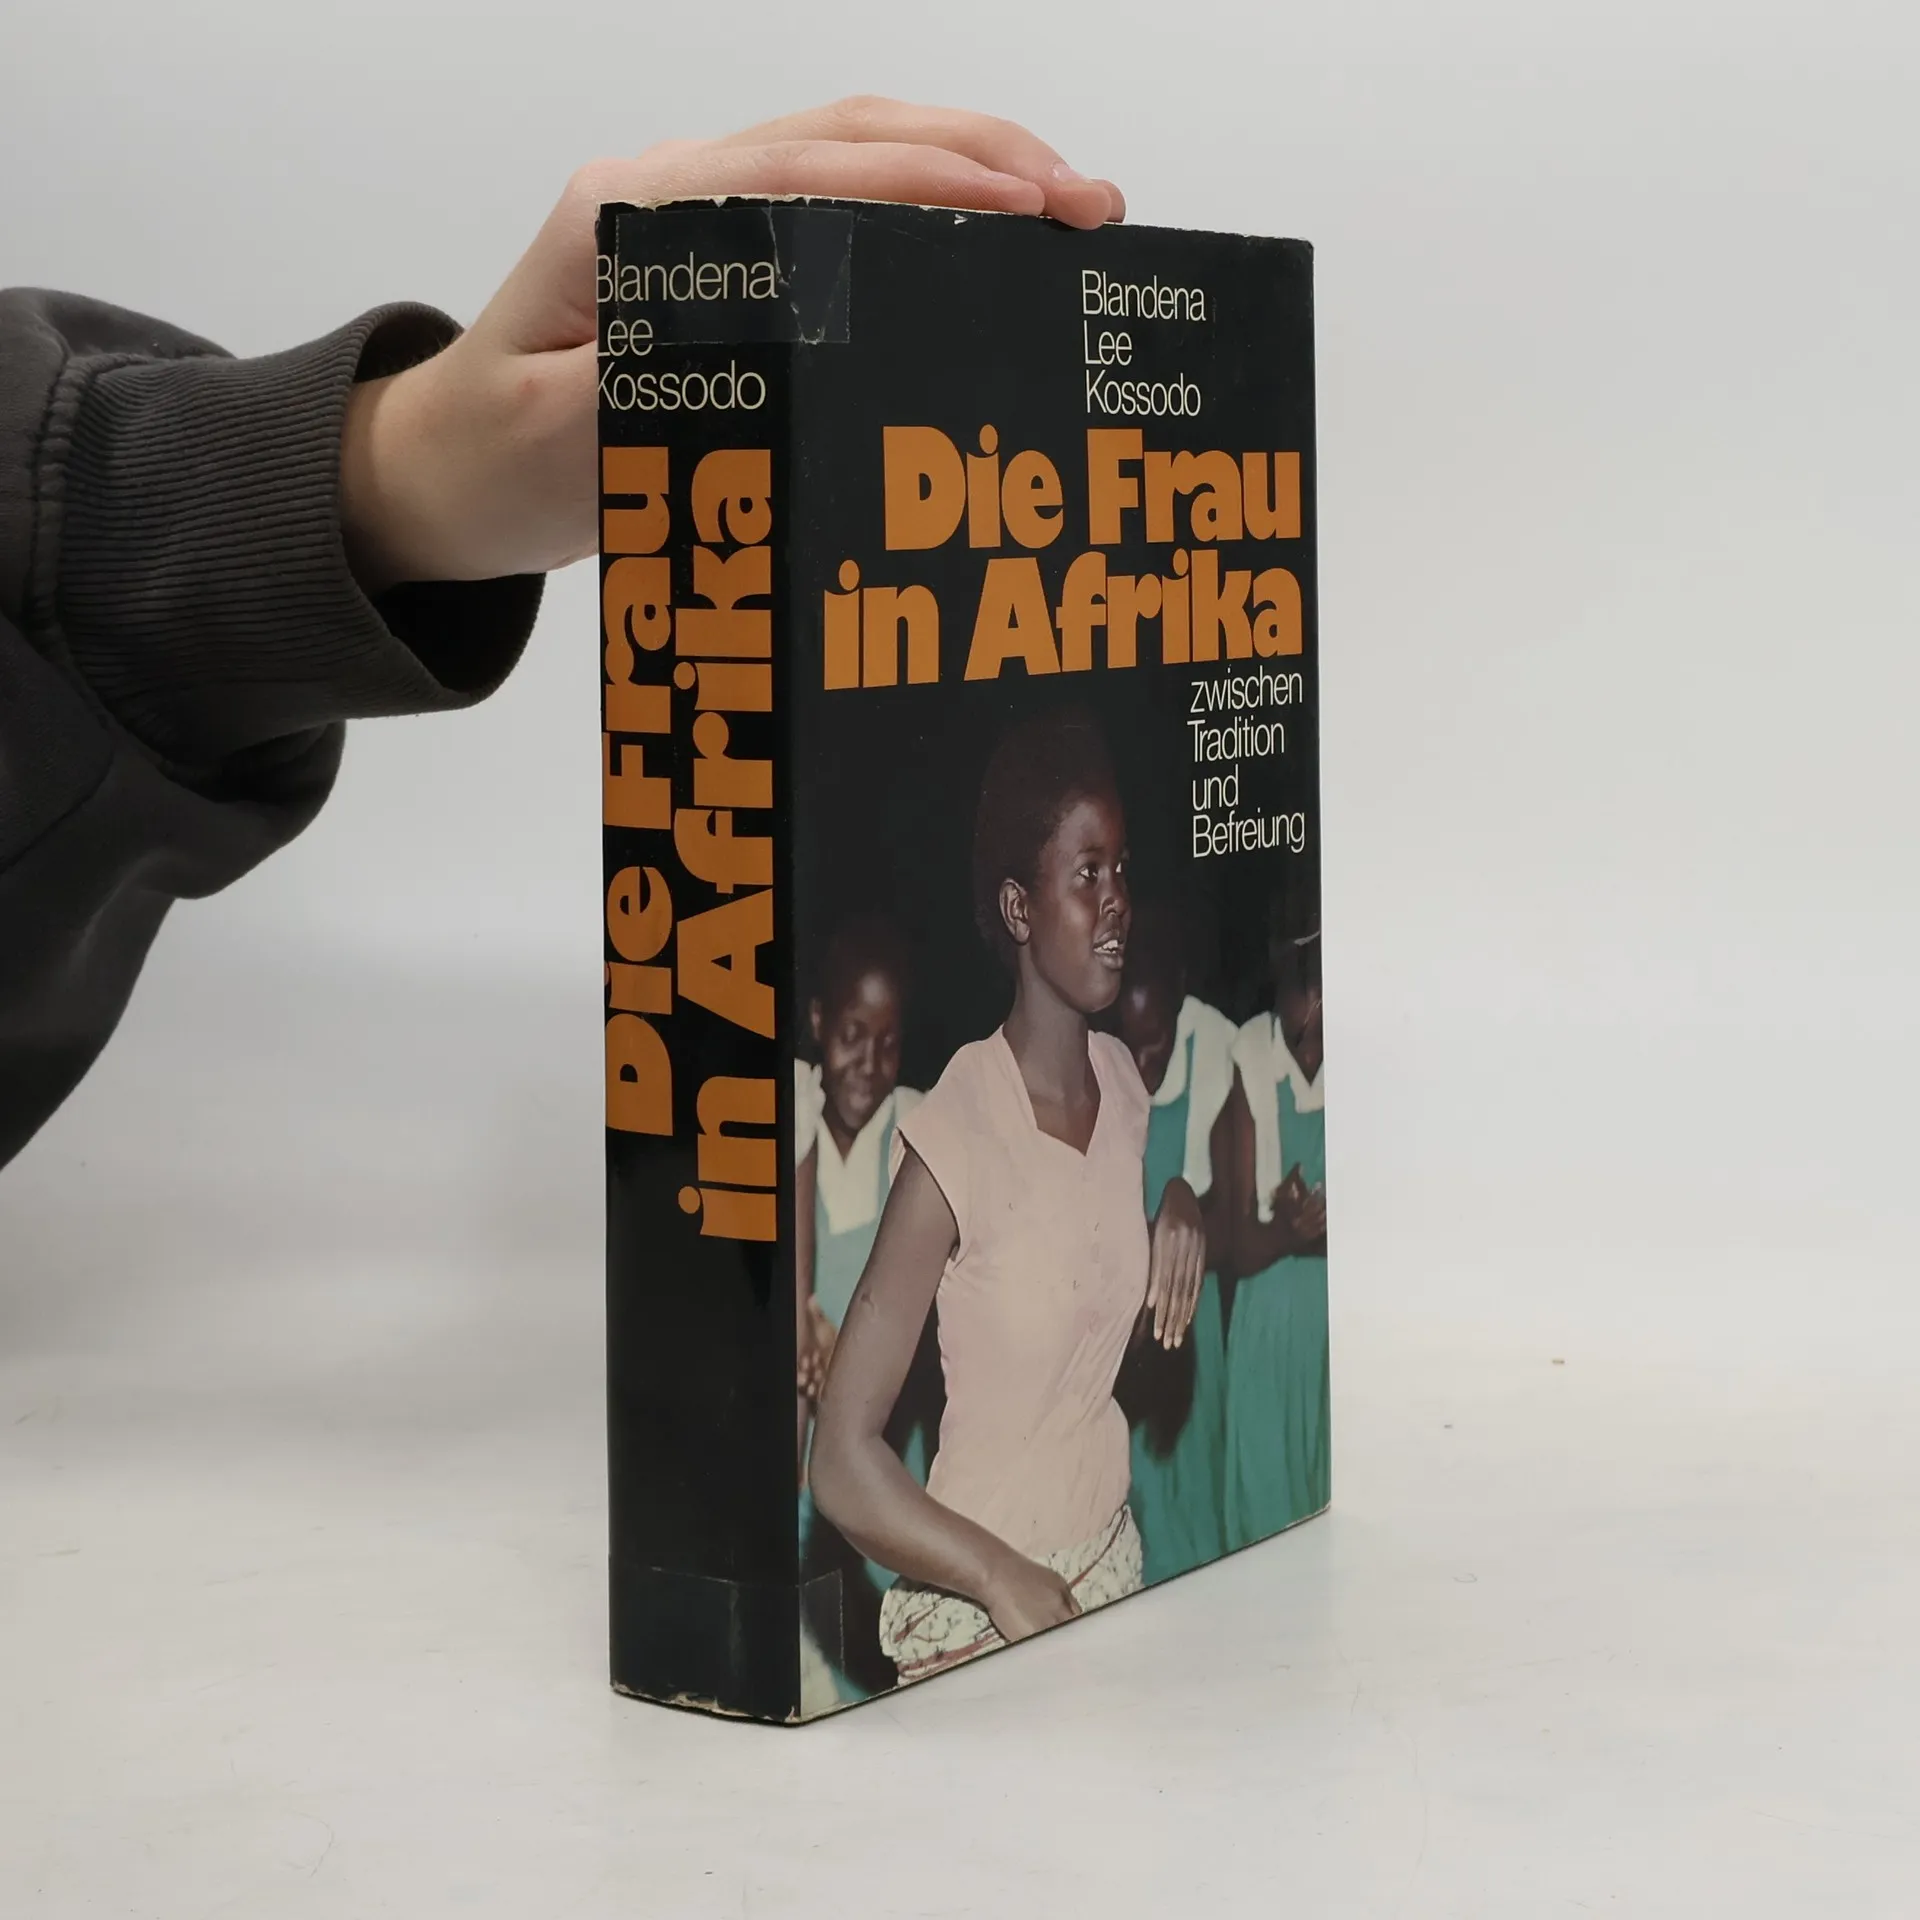 Blandena
Lee
Kossodo
Die Frau
in Afrika
Blandena
Lee
Kossodo
Die Frau
in Afrika
zwischen
Tradition
und
Befreiung